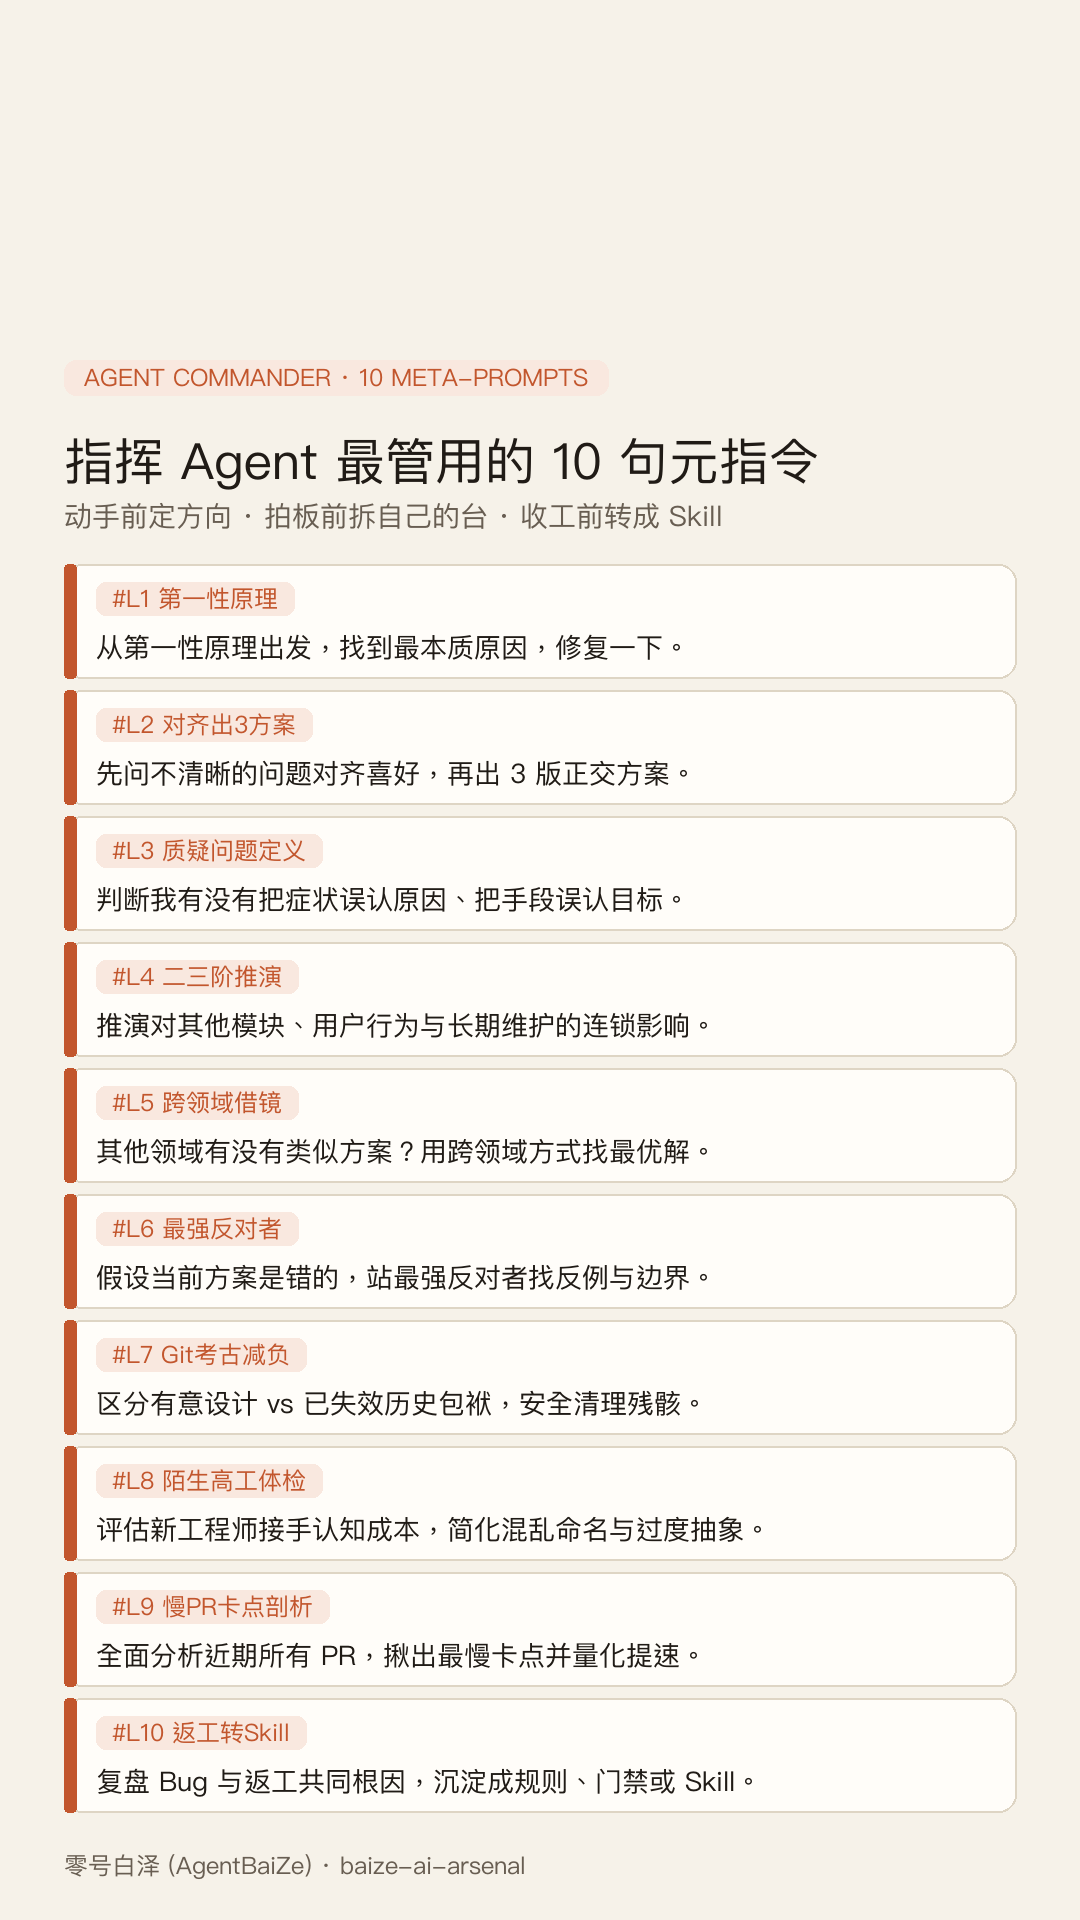 AGENT COMMANDER · 10 META-PROMPTS
指挥 Agent 最管用的 10 句元指令
动手前定方向 · 拍板前拆自己的台 · 收工前转成 Skill
#L1 第一性原理
从第一性原理出发，找到最本质原因，修复一下。
#L2 对齐出3方案
先问不清晰的问题对齐喜好，再出 3 版正交方案。
#L3 质疑问题定义
判断我有没有把症状误认原因、把手段误认目标。
#L4 二三阶推演
推演对其他模块、用户行为与长期维护的连锁影响。
#L5 跨领域借镜
其他领域有没有类似方案？用跨领域方式找最优解。
#L6 最强反对者
假设当前方案是错的，站最强反对者找反例与边界。
#L7 Git考古减负
区分有意设计 vs 已失效历史包袱，安全清理残骸。
#L8 陌生高工体检
评估新工程师接手认知成本，简化混乱命名与过度抽象。
#L9 慢PR卡点剖析
全面分析近期所有 PR，揪出最慢卡点并量化提速。
#L10 返工转Skill
复盘 Bug 与返工共同根因，沉淀成规则、门禁或 Skill。
零号白泽 (AgentBaiZe) · baize-ai-arsenal